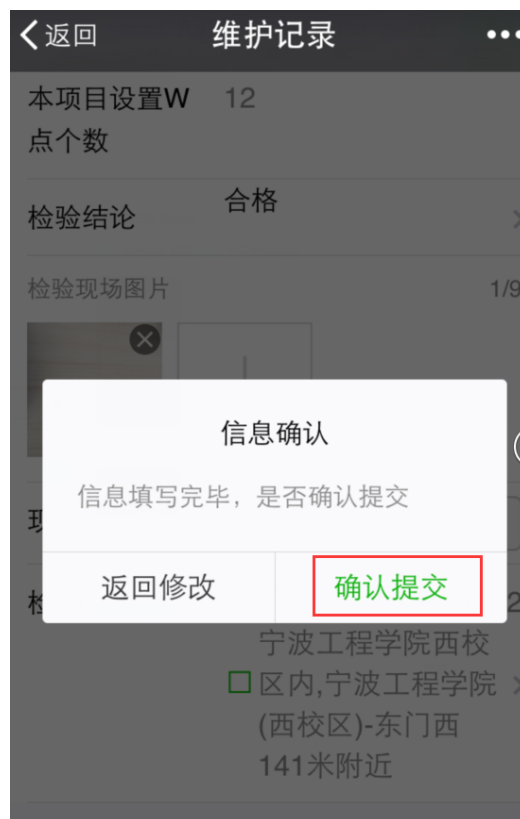 返回 维护记录
本项目设置W 12
点个数
检验结论 合格
检验现场图片 1/9
信息确认
信息填写完毕，是否确认提交
返回修改 确认提交
宁波工程学院西校
区内,宁波工程学院
(西校区)-东门西
141米附近